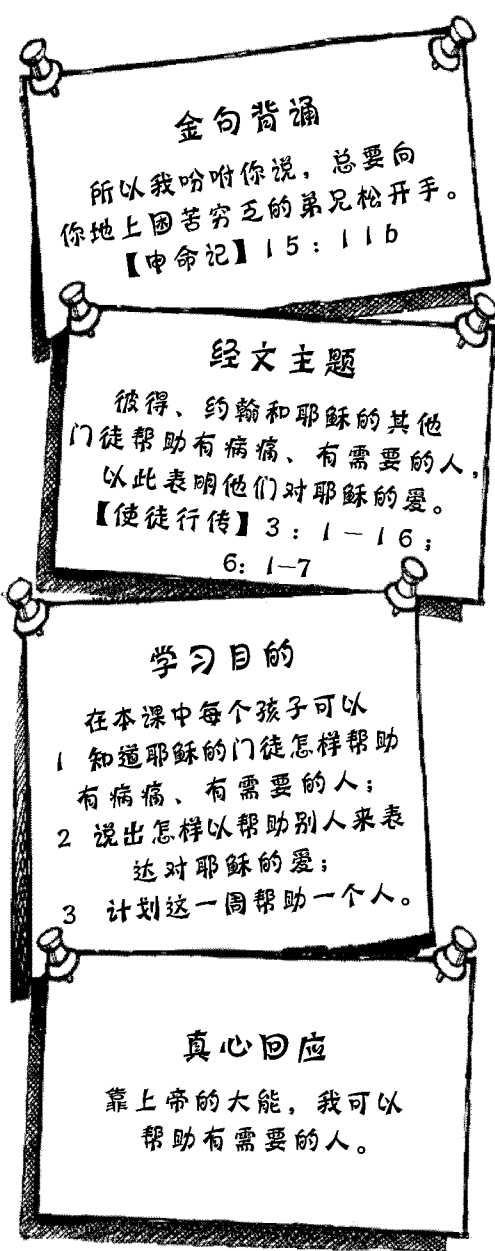 金句背诵
所以我吩咐你说，总要向
你地上困苦穷乏的弟兄松开手。
【申命记】15：11b
经文主题
彼得、约翰和耶稣的其他
门徒帮助有病痛、有需要的人，
以此表明他们对耶稣的爱。
【使徒行传】3：1－16；
6：1－7
学习目的
在本课中每个孩子可以
1 知道耶稣的门徒怎样帮助
有病痛、有需要的人；
2 说出怎样以帮助别人来表
达对耶稣的爱；
3 计划这一周帮助一个人。
真心回应
靠上帝的大能，我可以
帮助有需要的人。